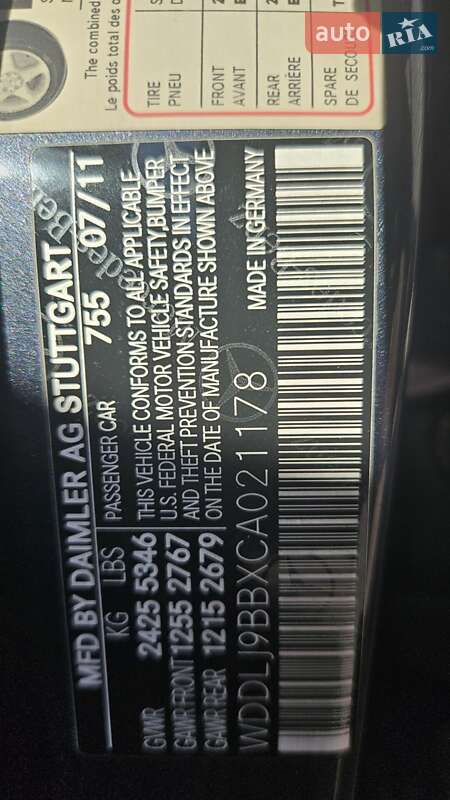 The combined
Le poids total des o
TIRE
PNEU
FRONT
AVANT
REAR
ARRIÈRE
SPARE
DE SECOU
auto RIA
.com
MFD BY DAIMLER AG STUTTGART
KG LBS PASSENGER CAR 755 07/11
GVWR 2425 5346
GAWR FRONT 1255 2767
GAWR REAR 1215 2679
THIS VEHICLE CONFORMS TO ALL APPLICABLE
U.S. FEDERAL MOTOR VEHICLE SAFETY,BUMPER
AND THEFT PREVENTION STANDARDS IN EFFECT
ON THE DATE OF MANUFACTURE SHOWN ABOVE
WDDLJ9BBXCA021178 MADE IN GERMANY